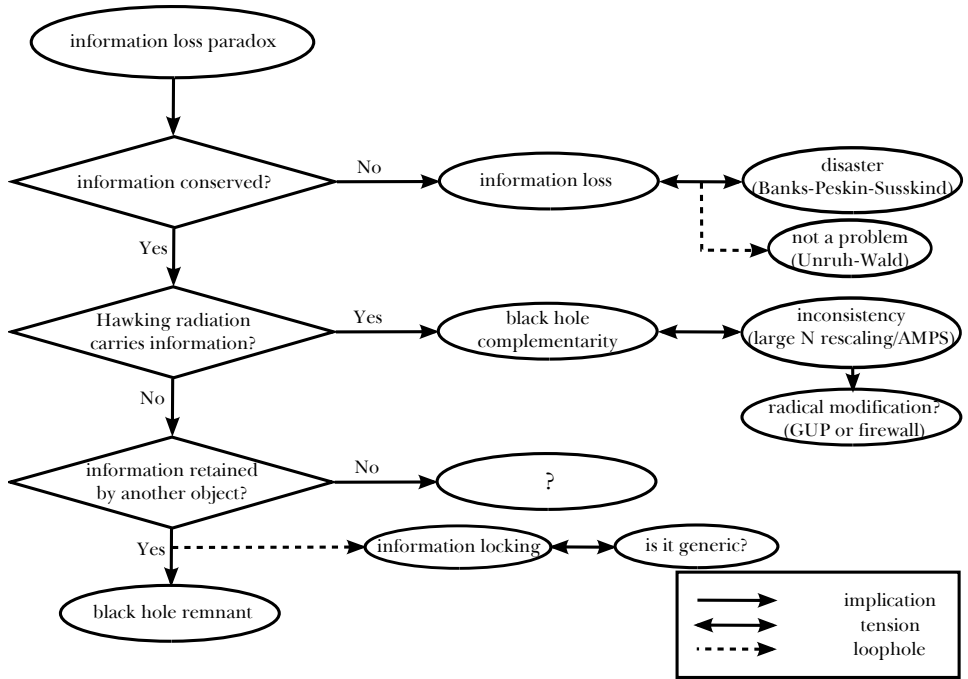 information loss paradox
No
information conserved?
information loss
disaster
(Banks-Peskin-Susskind)
Yes
not a problem
(Unruh-Wald)
Hawking radiation
carries information?
Yes
black hole
complementarity
inconsistency
(large N rescaling/AMPS)
No
radical modification?
(GUP or firewall)
information retained
by another object?
No
?
Yes
information locking
is it generic?
black hole remnant
implication
tension
loophole